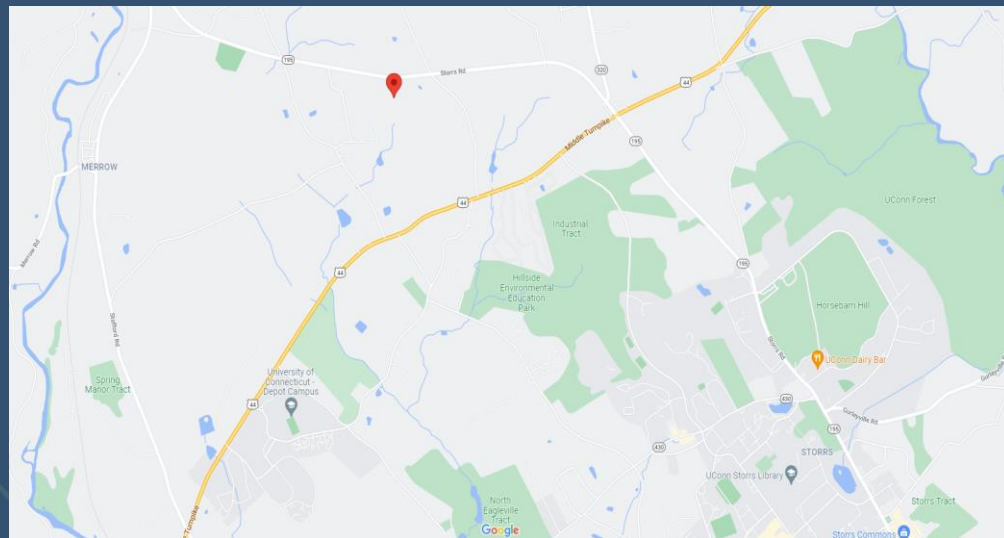 195
Storrs Rd
320
44
Middle Turnpike
195
MERROW
44
UConn Forest
Industrial
Tract
Merrow Rd
44
195
Hillside
Environmental
Education
Park
Horsebarn Hill
Stafford Rd
Storrs Rd
UConn Dairy Bar
Spring
Manor Tract
University of
Connecticut -
Depot Campus
44
430
Gurleyville Rd
195
430
STORRS
UConn Storrs Library
North
Eagleville
Tract
Storrs Tract
Turnpike
Google
Storrs Commons